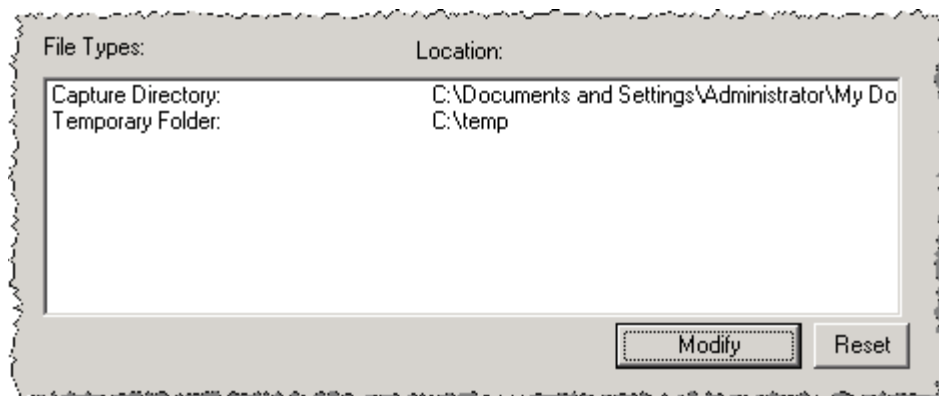 File Types: Location:
Capture Directory: C:\Documents and Settings\Administrator\My Do
Temporary Folder: C:\temp
Modify Reset